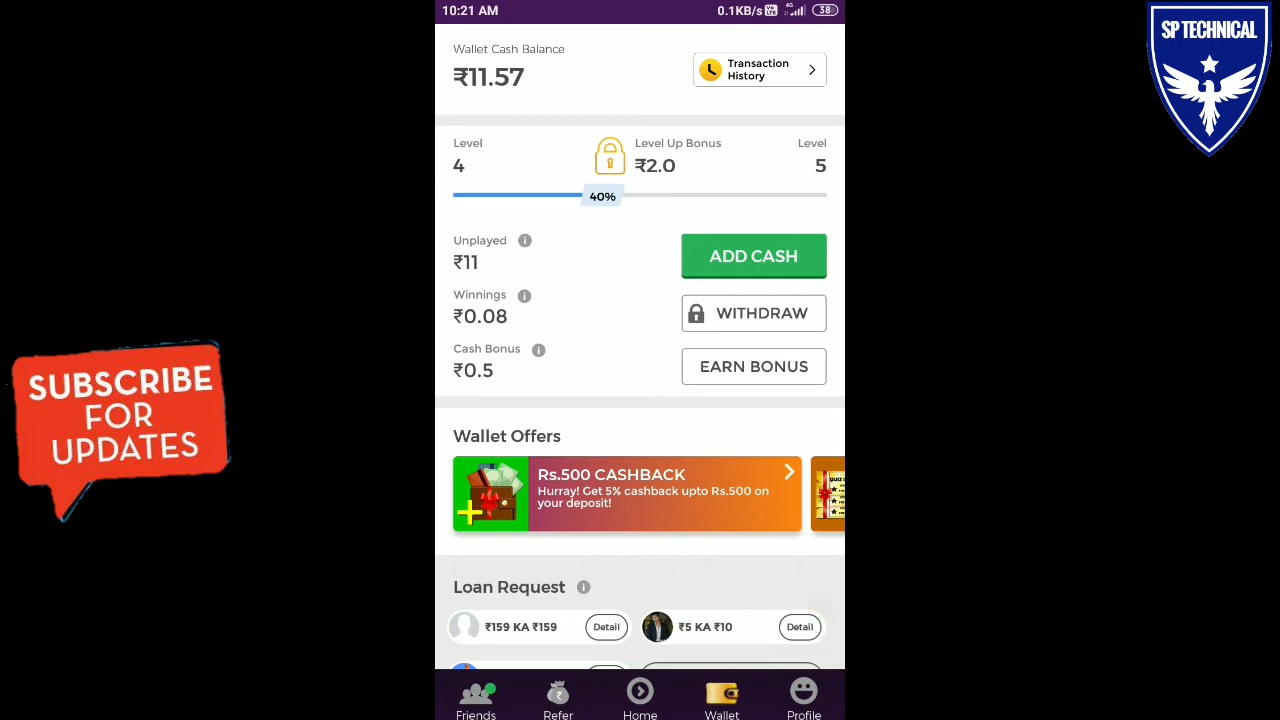 10:21 AM
0.1KB/s
4G
38
SP TECHNICAL
Wallet Cash Balance
₹11.57
Transaction
History
Level
4
Level Up Bonus
₹2.0
Level
5
40%
Unplayed
₹11
ADD CASH
Winnings
₹0.08
WITHDRAW
Cash Bonus
₹0.5
EARN BONUS
SUBSCRIBE
FOR
UPDATES
Wallet Offers
Rs.500 CASHBACK
Hurray! Get 5% cashback upto Rs.500 on
your deposit!
Loan Request
₹159 KA ₹159
Detail
₹5 KA ₹10
Detail
Friends
Refer
Home
Wallet
Profile